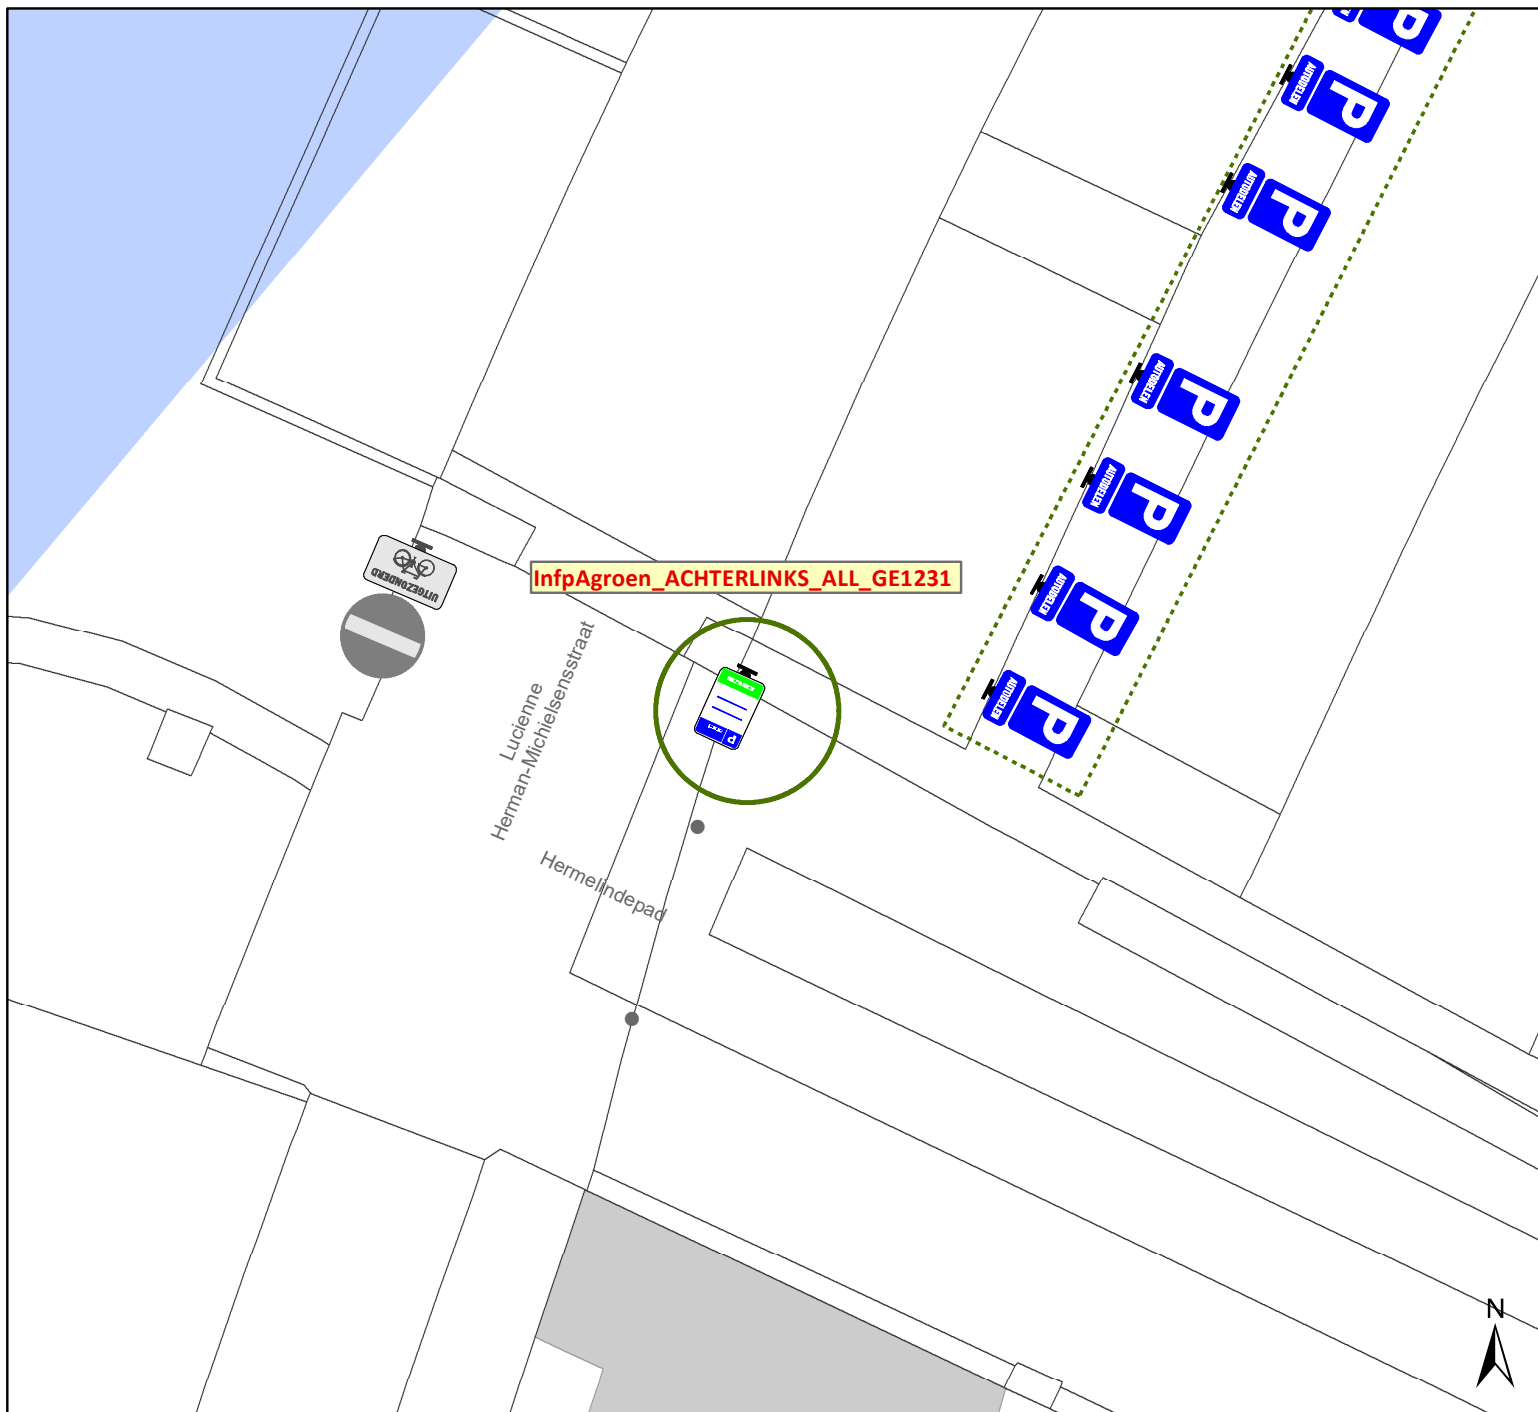 P
AUTODELEN
P
AUTODELEN
P
AUTODELEN
P
AUTODELEN
P
AUTODELEN
P
AUTODELEN
P
UITGEZONDERD
InfpAgroen_ACHTERLINKS_ALL_GE1231
Lucienne
Herman-Michielsensstraat
P
Hermelindepad
N